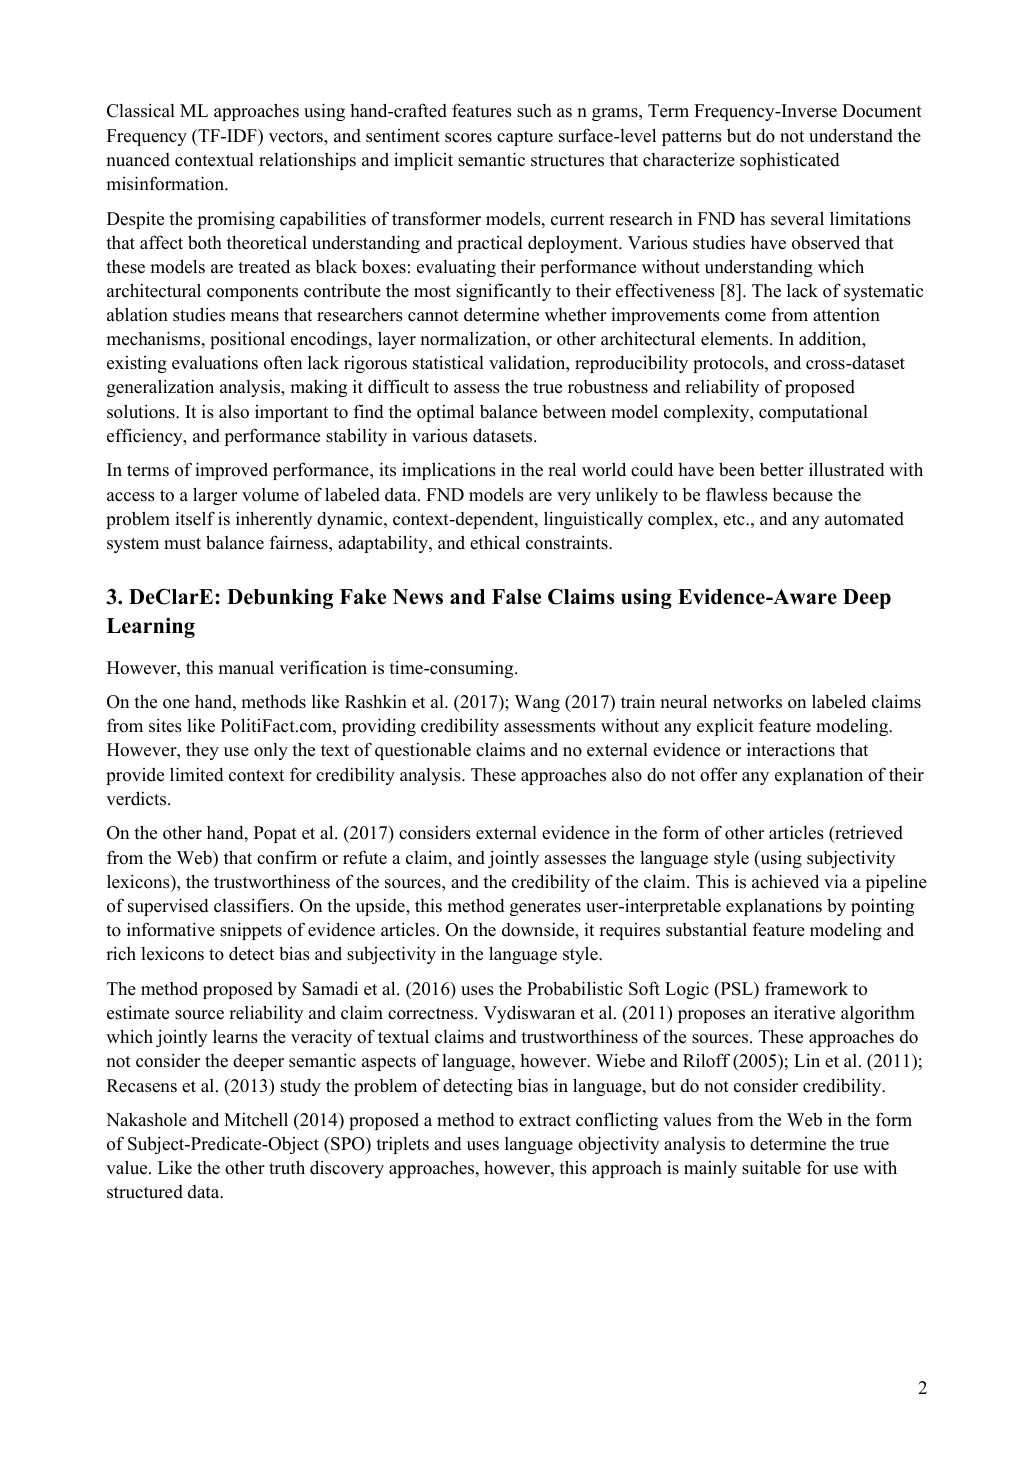 Classical ML approaches using hand-crafted features such as n grams, Term Frequency-Inverse Document
Frequency (TF-IDF) vectors, and sentiment scores capture surface-level patterns but do not understand the
nuanced contextual relationships and implicit semantic structures that characterize sophisticated
misinformation.
Despite the promising capabilities of transformer models, current research in FND has several limitations
that affect both theoretical understanding and practical deployment. Various studies have observed that
these models are treated as black boxes: evaluating their performance without understanding which
architectural components contribute the most significantly to their effectiveness [8]. The lack of systematic
ablation studies means that researchers cannot determine whether improvements come from attention
mechanisms, positional encodings, layer normalization, or other architectural elements. In addition,
existing evaluations often lack rigorous statistical validation, reproducibility protocols, and cross-dataset
generalization analysis, making it difficult to assess the true robustness and reliability of proposed
solutions. It is also important to find the optimal balance between model complexity, computational
efficiency, and performance stability in various datasets.
In terms of improved performance, its implications in the real world could have been better illustrated with
access to a larger volume of labeled data. FND models are very unlikely to be flawless because the
problem itself is inherently dynamic, context-dependent, linguistically complex, etc., and any automated
system must balance fairness, adaptability, and ethical constraints.
3. DeClarE: Debunking Fake News and False Claims using Evidence-Aware Deep
Learning
However, this manual verification is time-consuming.
On the one hand, methods like Rashkin et al. (2017); Wang (2017) train neural networks on labeled claims
from sites like PolitiFact.com, providing credibility assessments without any explicit feature modeling.
However, they use only the text of questionable claims and no external evidence or interactions that
provide limited context for credibility analysis. These approaches also do not offer any explanation of their
verdicts.
On the other hand, Popat et al. (2017) considers external evidence in the form of other articles (retrieved
from the Web) that confirm or refute a claim, and jointly assesses the language style (using subjectivity
lexicons), the trustworthiness of the sources, and the credibility of the claim. This is achieved via a pipeline
of supervised classifiers. On the upside, this method generates user-interpretable explanations by pointing
to informative snippets of evidence articles. On the downside, it requires substantial feature modeling and
rich lexicons to detect bias and subjectivity in the language style.
The method proposed by Samadi et al. (2016) uses the Probabilistic Soft Logic (PSL) framework to
estimate source reliability and claim correctness. Vydiswaran et al. (2011) proposes an iterative algorithm
which jointly learns the veracity of textual claims and trustworthiness of the sources. These approaches do
not consider the deeper semantic aspects of language, however. Wiebe and Riloff (2005); Lin et al. (2011);
Recasens et al. (2013) study the problem of detecting bias in language, but do not consider credibility.
Nakashole and Mitchell (2014) proposed a method to extract conflicting values from the Web in the form
of Subject-Predicate-Object (SPO) triplets and uses language objectivity analysis to determine the true
value. Like the other truth discovery approaches, however, this approach is mainly suitable for use with
structured data.
2